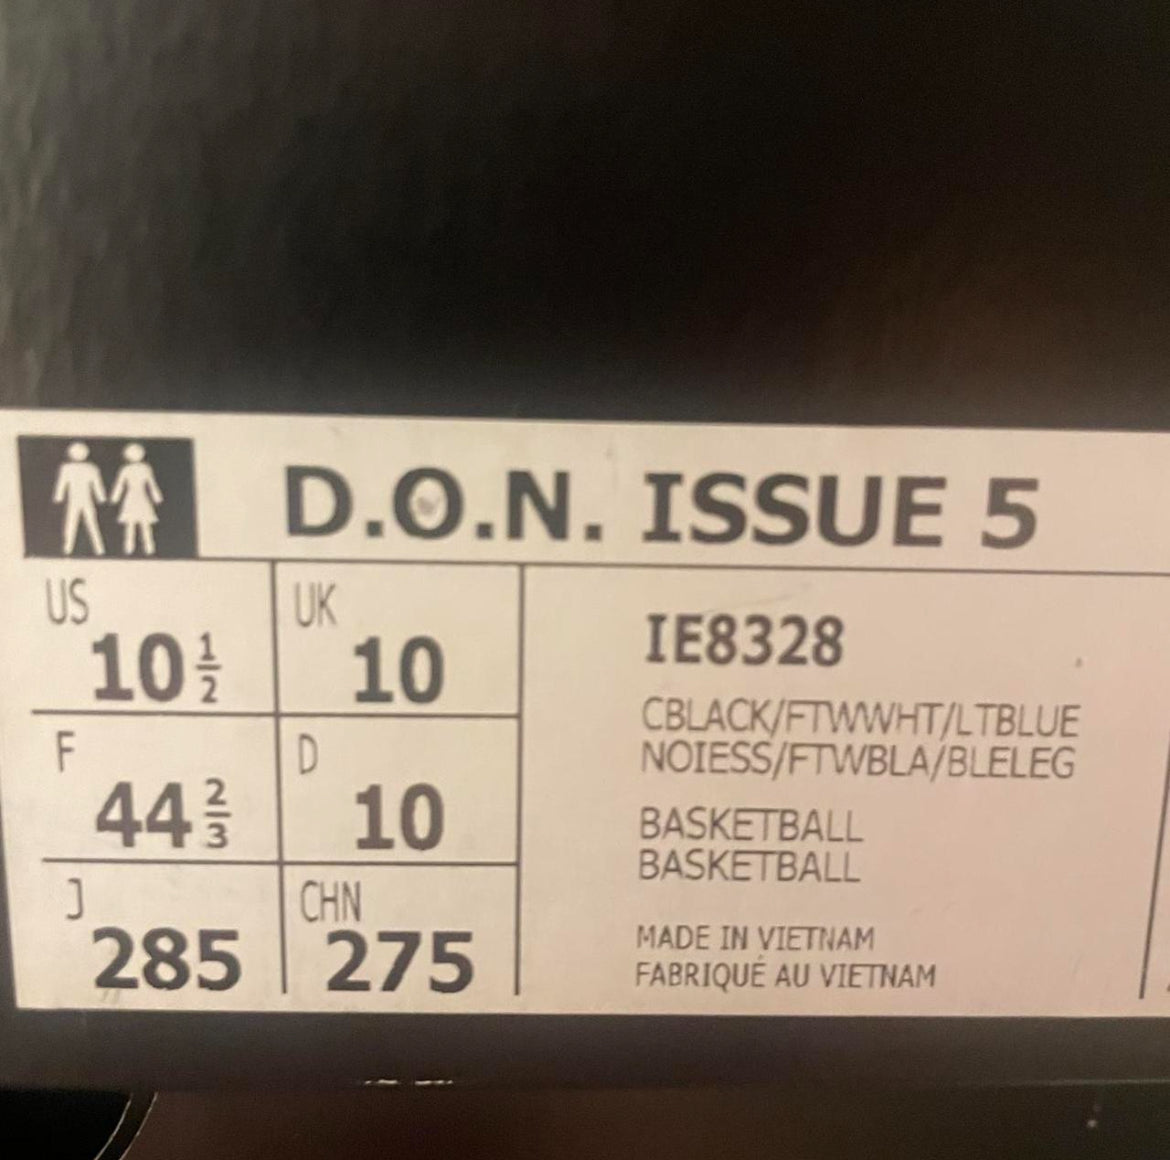 D.O.N. ISSUE 5
US
10 1/2
UK
10
F
44 2/3
D
10
J
285
CHN
275
IE8328
CBLACK/FTWWHT/LTBLUE
NOIESS/FTWBLA/BLELEG
BASKETBALL
BASKETBALL
MADE IN VIETNAM
FABRIQUÉ AU VIETNAM